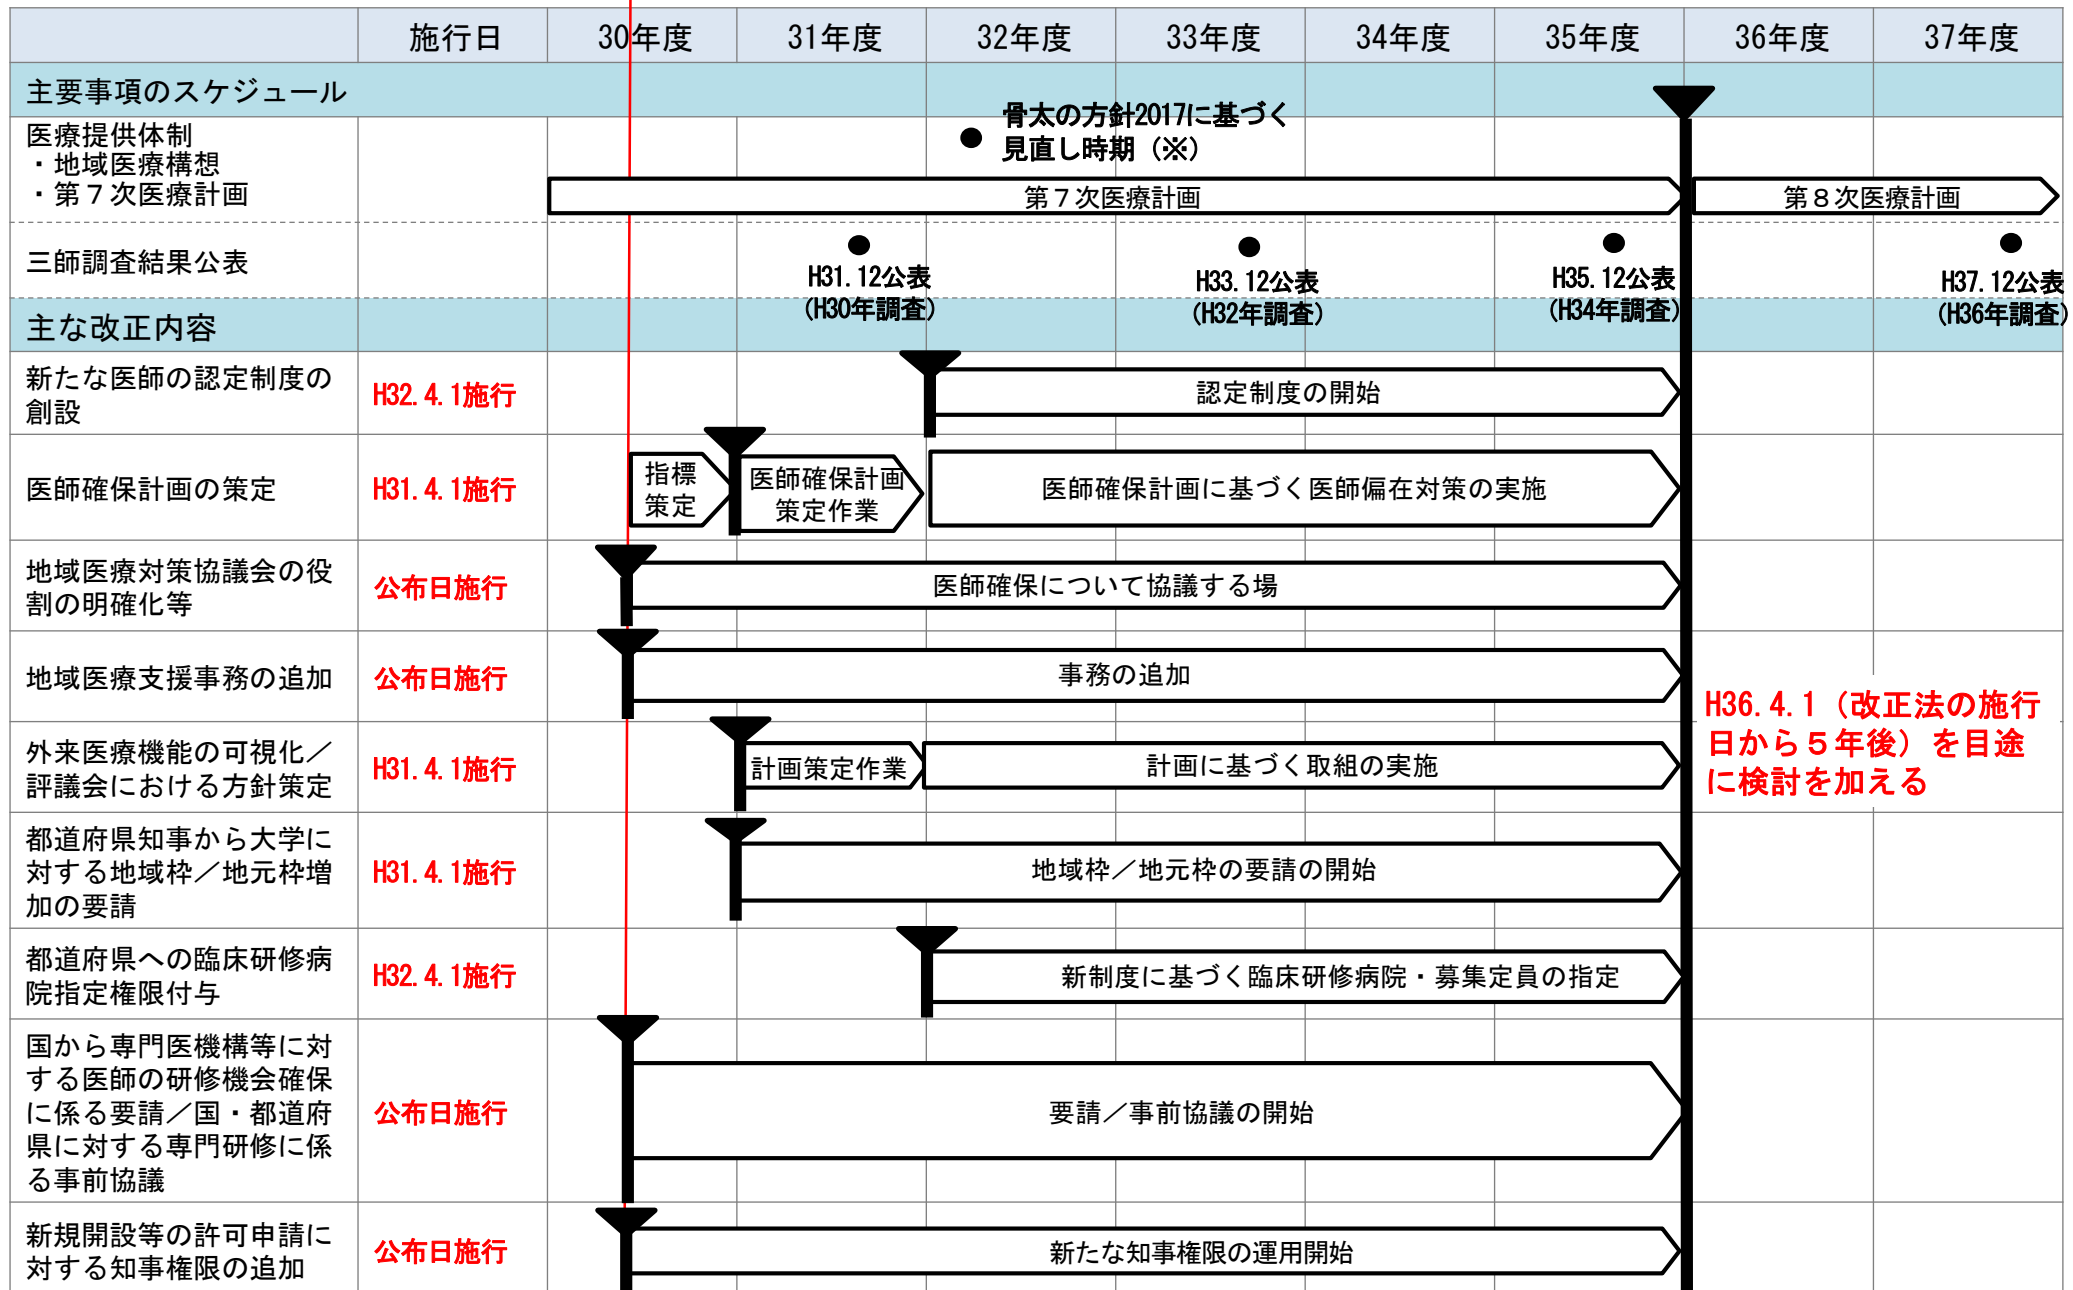 施行日
30年度
31年度
32年度
33年度
34年度
35年度
36年度
37年度
主要事項のスケジュール
医療提供体制
・地域医療構想
・第７次医療計画
骨太の方針2017に基づく
見直し時期（※）
第７次医療計画
第８次医療計画
三師調査結果公表
H31.12公表
(H30年調査)
H33.12公表
(H32年調査)
H35.12公表
(H34年調査)
H37.12公表
(H36年調査)
主な改正内容
新たな医師の認定制度の
創設
H32.4.1施行
認定制度の開始
医師確保計画の策定
H31.4.1施行
指標
策定
医師確保計画
策定作業
医師確保計画に基づく医師偏在対策の実施
地域医療対策協議会の役
割の明確化等
公布日施行
医師確保について協議する場
地域医療支援事務の追加
公布日施行
事務の追加
H36.4.1（改正法の施行
日から５年後）を目途
に検討を加える
外来医療機能の可視化／
評議会における方針策定
H31.4.1施行
計画策定作業
計画に基づく取組の実施
都道府県知事から大学に
対する地域枠／地元枠増
加の要請
H31.4.1施行
地域枠／地元枠の要請の開始
都道府県への臨床研修病
院指定権限付与
H32.4.1施行
新制度に基づく臨床研修病院・募集定員の指定
国から専門医機構等に対
する医師の研修機会確保
に係る要請／国・都道府
県に対する専門研修に係
る事前協議
公布日施行
要請／事前協議の開始
新規開設等の許可申請に
対する知事権限の追加
公布日施行
新たな知事権限の運用開始